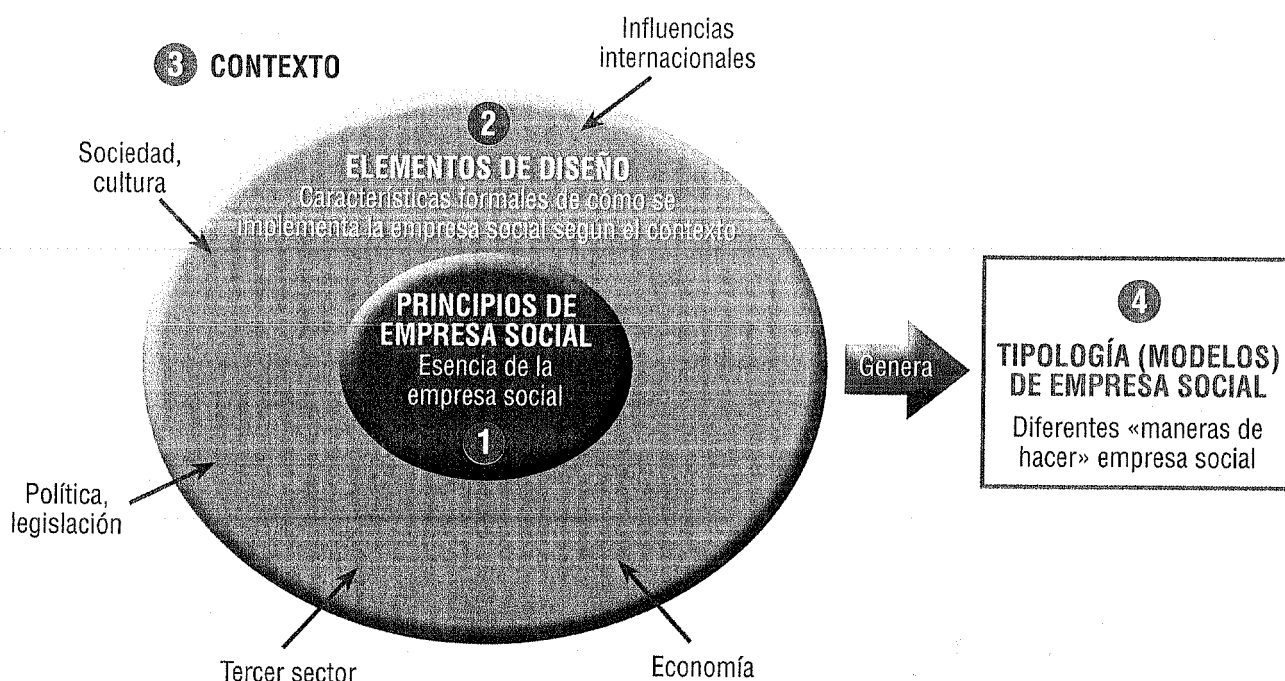 3 CONTEXTO
Influencias
internacionales
Sociedad,
cultura
2
ELEMENTOS DE DISEÑO
Características formales de cómo se
implementa la empresa social según el contexto
PRINCIPIOS DE
EMPRESA SOCIAL
Esencia de la
empresa social
1
Genera
4
TIPOLOGÍA (MODELOS)
DE EMPRESA SOCIAL
Diferentes «maneras de
hacer» empresa social
Política,
legislación
Tercer sector
Economía